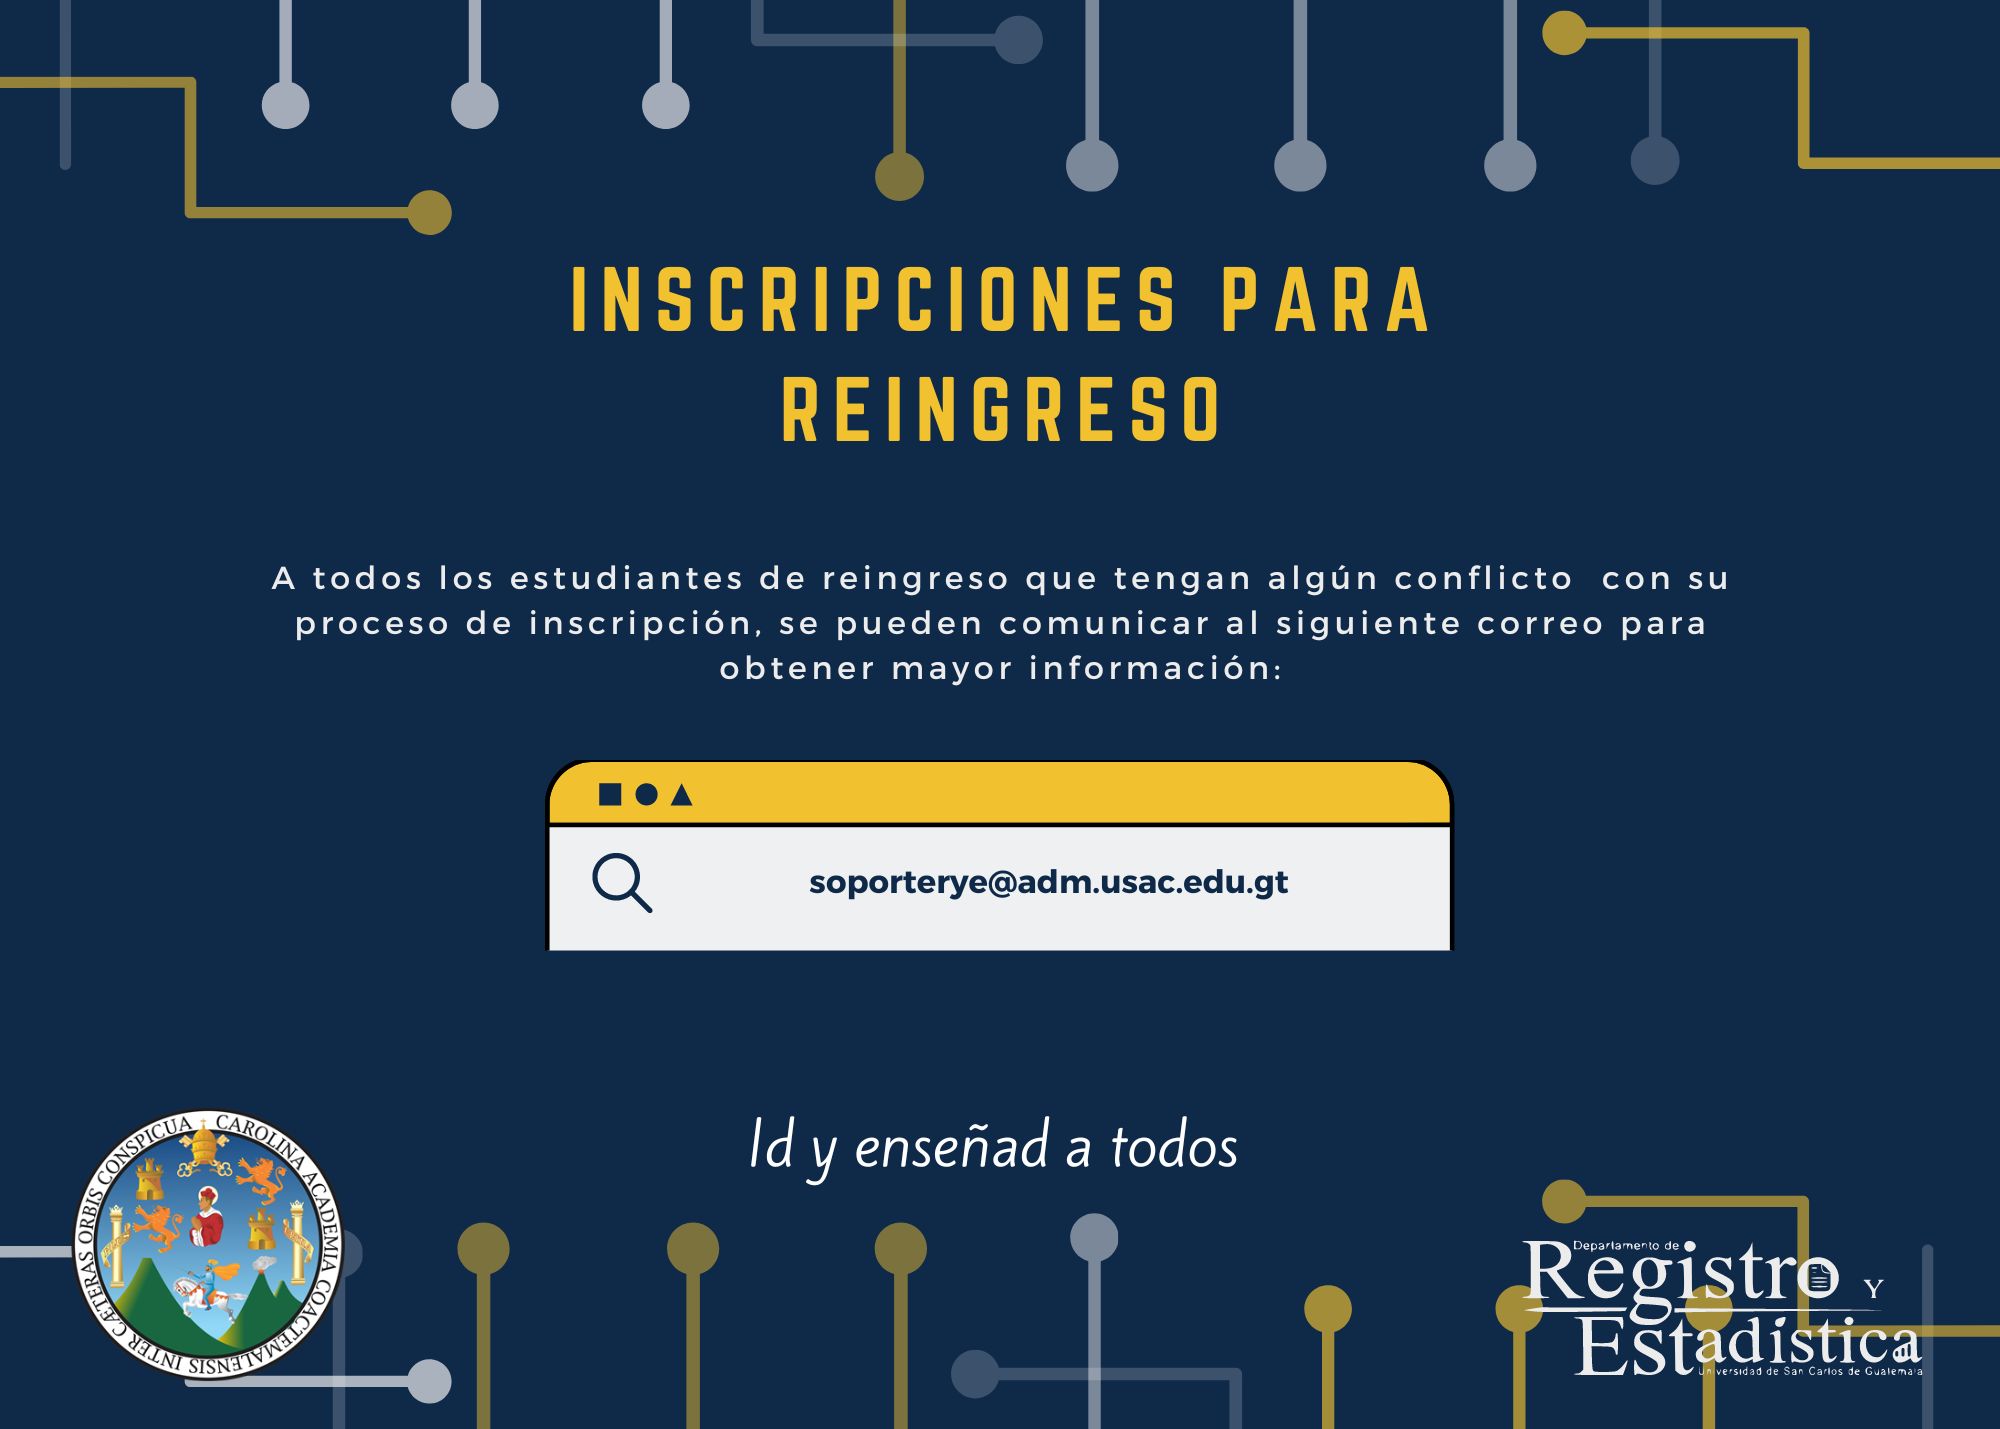 INSCRIPCIONES PARA
REINGRESO
A todos los estudiantes de reingreso que tengan algún conflicto con su
proceso de inscripción, se pueden comunicar al siguiente correo para
obtener mayor información:
soporterye@adm.usac.edu.gt
Id y enseñad a todos
CAROLINA ACADEMIA COACTEMALENSIS INTER CÆTERAS ORBIS CONSPICUA
Departamento de
Registro Y
Estadística
Universidad de San Carlos de Guatemala